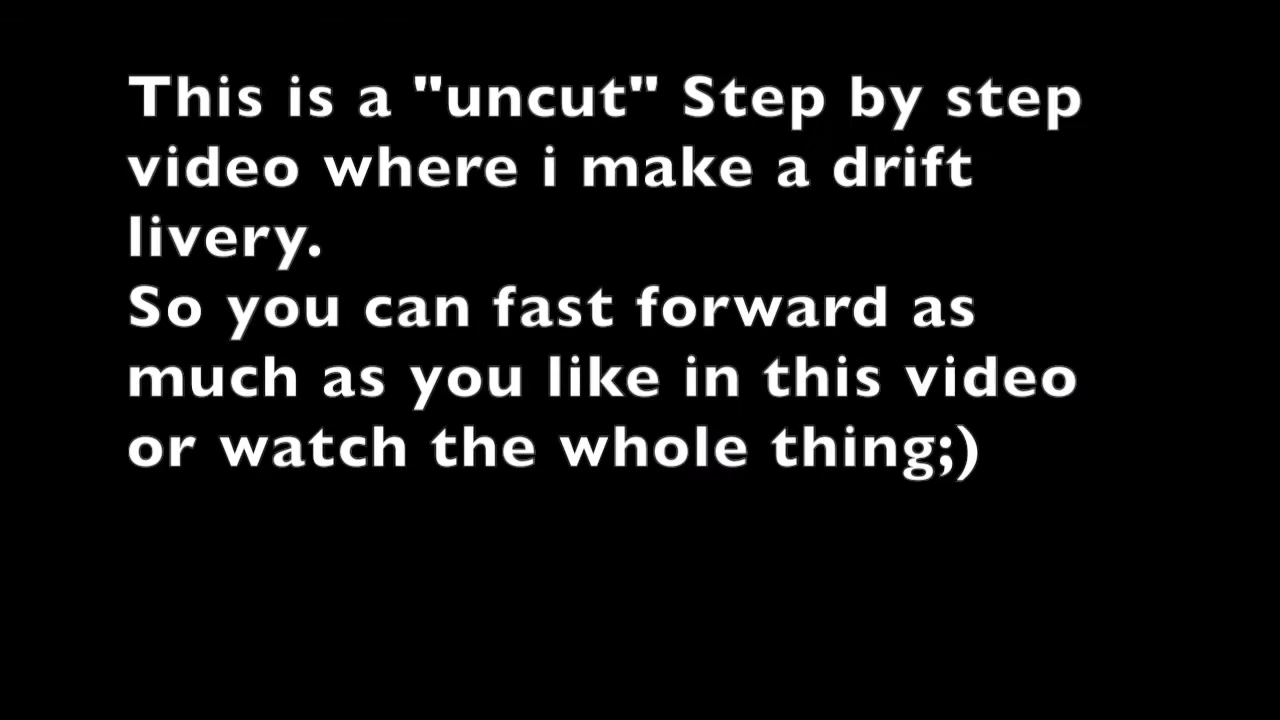 This is a "uncut" Step by step
video where i make a drift
livery.
So you can fast forward as
much as you like in this video
or watch the whole thing;)